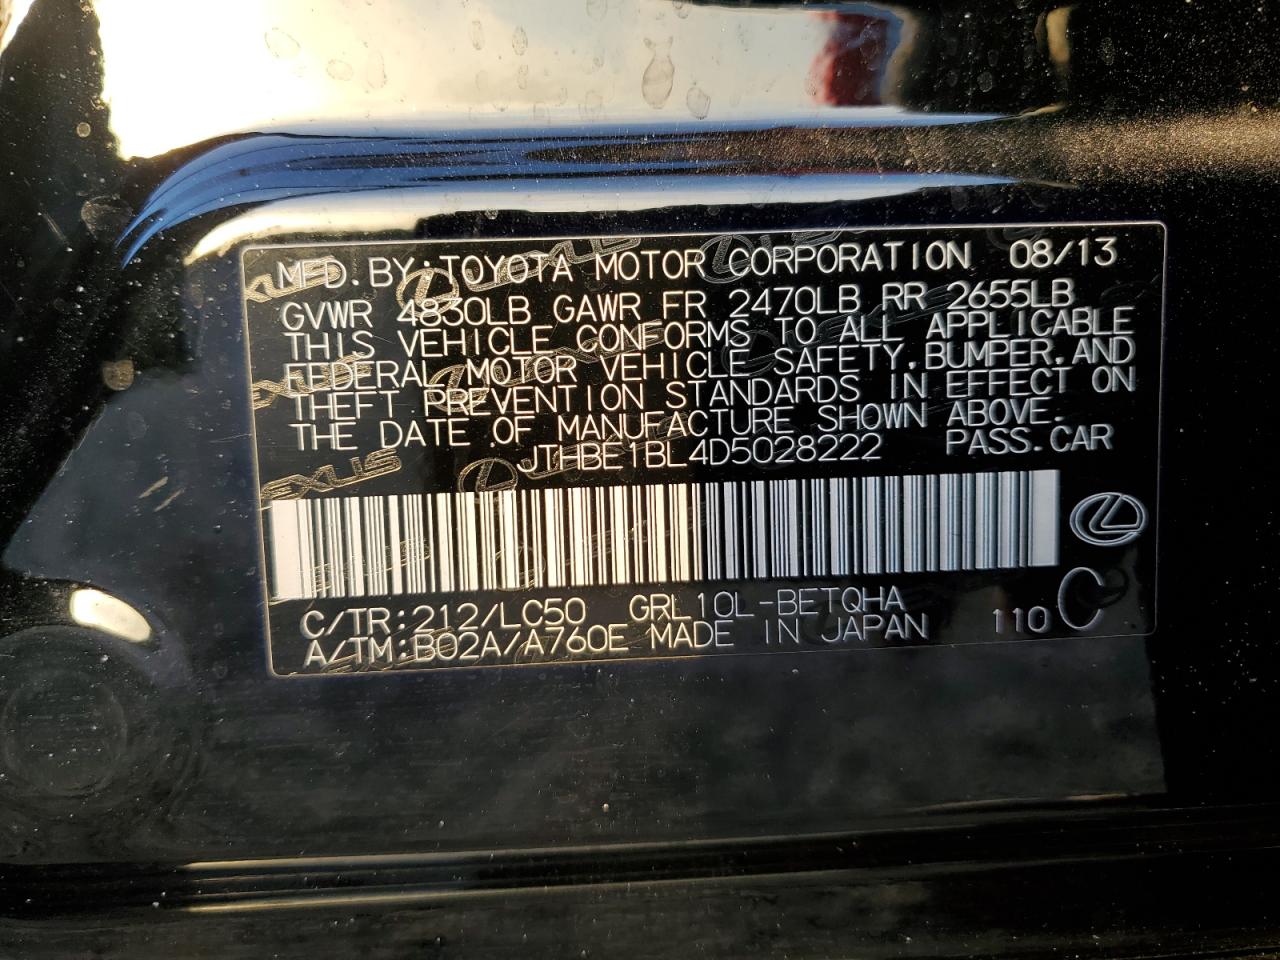 MFD. BY: TOYOTA MOTOR CORPORATION 08/13
GVWR 4830LB GAWR FR 2470LB RR 2655LB
THIS VEHICLE CONFORMS TO ALL APPLICABLE
FEDERAL MOTOR VEHICLE SAFETY, BUMPER, AND
THEFT PREVENTION STANDARDS IN EFFECT ON
THE DATE OF MANUFACTURE SHOWN ABOVE.
JTHBE1BL4D5028222 PASS. CAR
C/TR: 212/LC50 GRL10L-BETQHA
A/TM: B02A/A760E MADE IN JAPAN 110 C